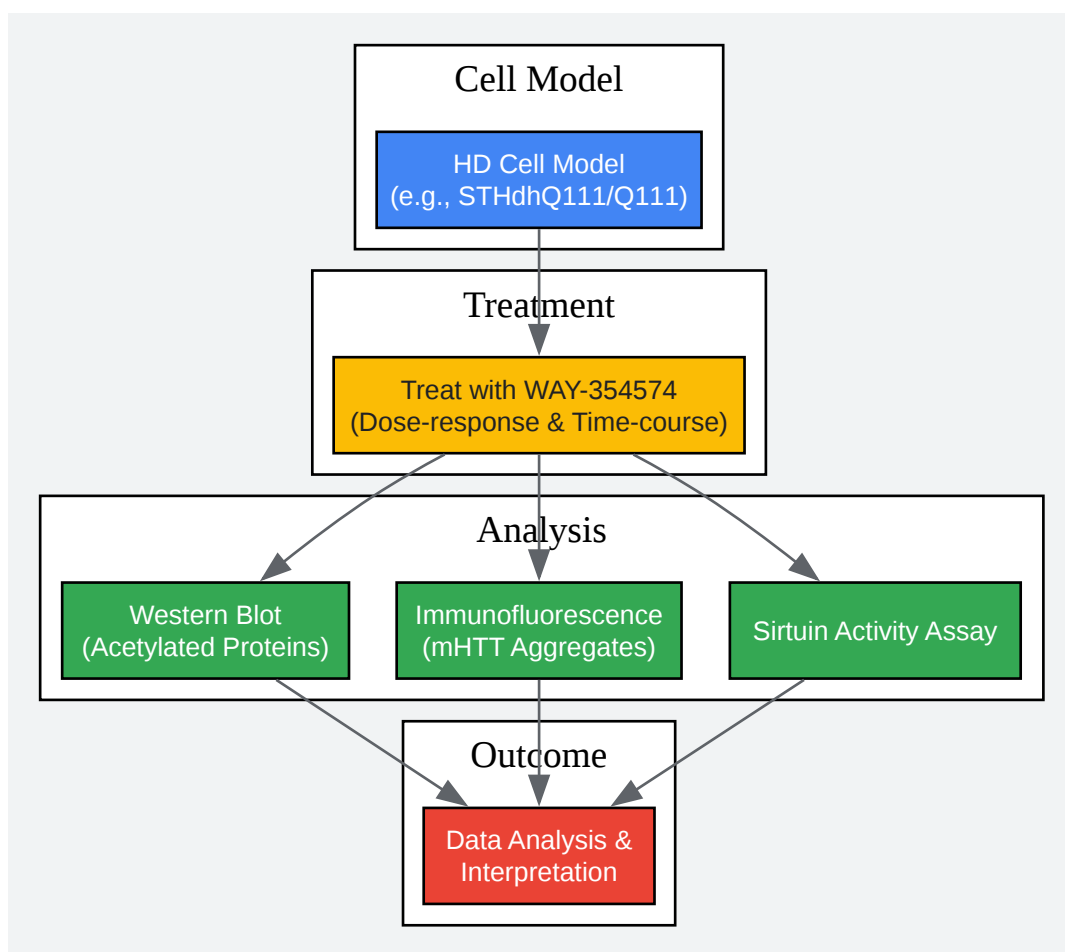 Cell Model
HD Cell Model
(e.g., STHdhQ111/Q111)
Treatment
Treat with WAY-354574
(Dose-response & Time-course)
Analysis
Western Blot
(Acetylated Proteins)
Immunofluorescence
(mHTT Aggregates)
Sirtuin Activity Assay
Outcome
Data Analysis &
Interpretation